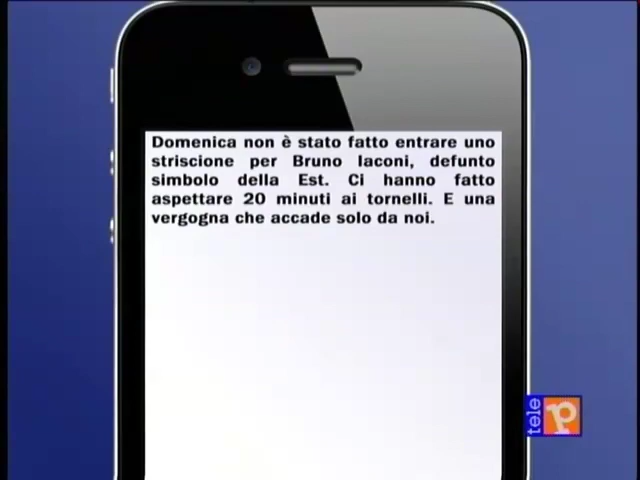 Domenica non è stato fatto entrare uno
striscione per Bruno Iaconi, defunto
simbolo della Est. Ci hanno fatto
aspettare 20 minuti ai tornelli. E una
vergogna che accade solo da noi.
tele p